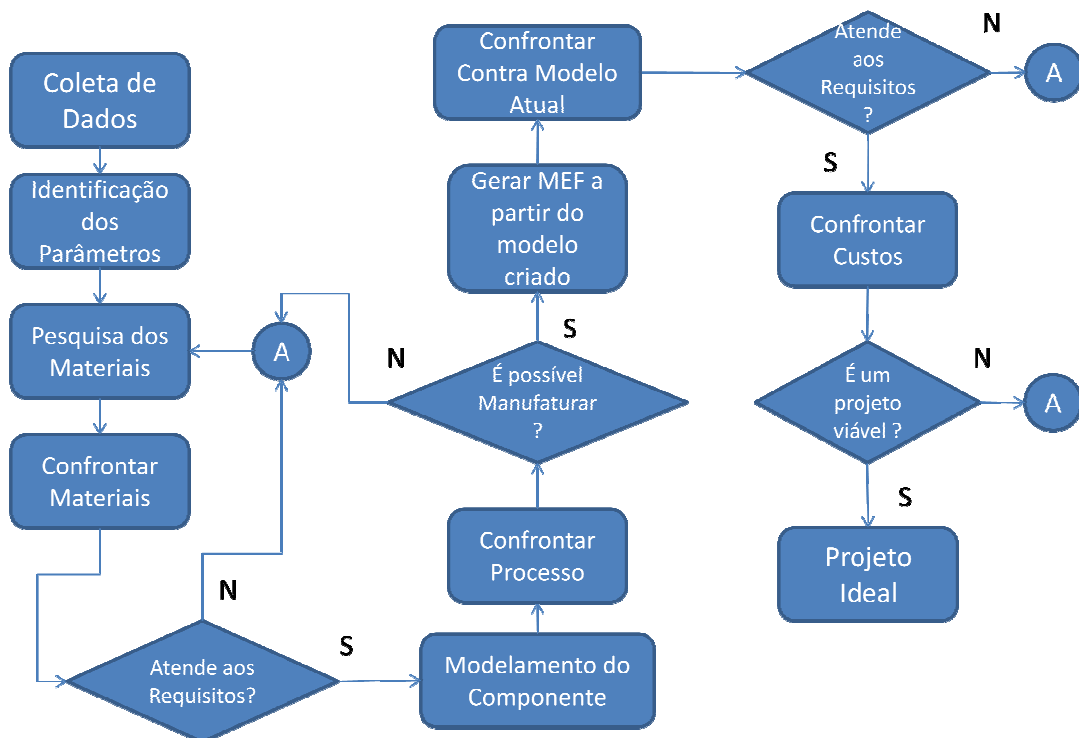 Coleta de
Dados
Identificação
dos
Parâmetros
Pesquisa dos
Materiais
A
Confrontar
Materiais
Atende aos
Requisitos?
N
S
Modelamento do
Componente
Confrontar
Processo
É possível
Manufaturar
?
N
S
Gerar MEF a
partir do
modelo
criado
Confrontar
Contra Modelo
Atual
Atende
aos
Requisitos
?
N
A
S
Confrontar
Custos
É um
projeto
viável ?
N
A
S
Projeto
Ideal